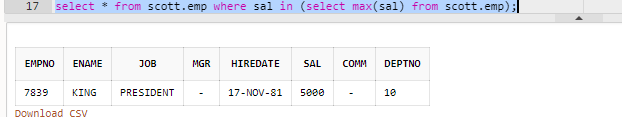 17 select * from scott.emp where sal in (select max(sal) from scott.emp);
EMPNO ENAME JOB MGR HIREDATE SAL COMM DEPTNO
7839 KING PRESIDENT - 17-NOV-81 5000 - 10
Download CSV